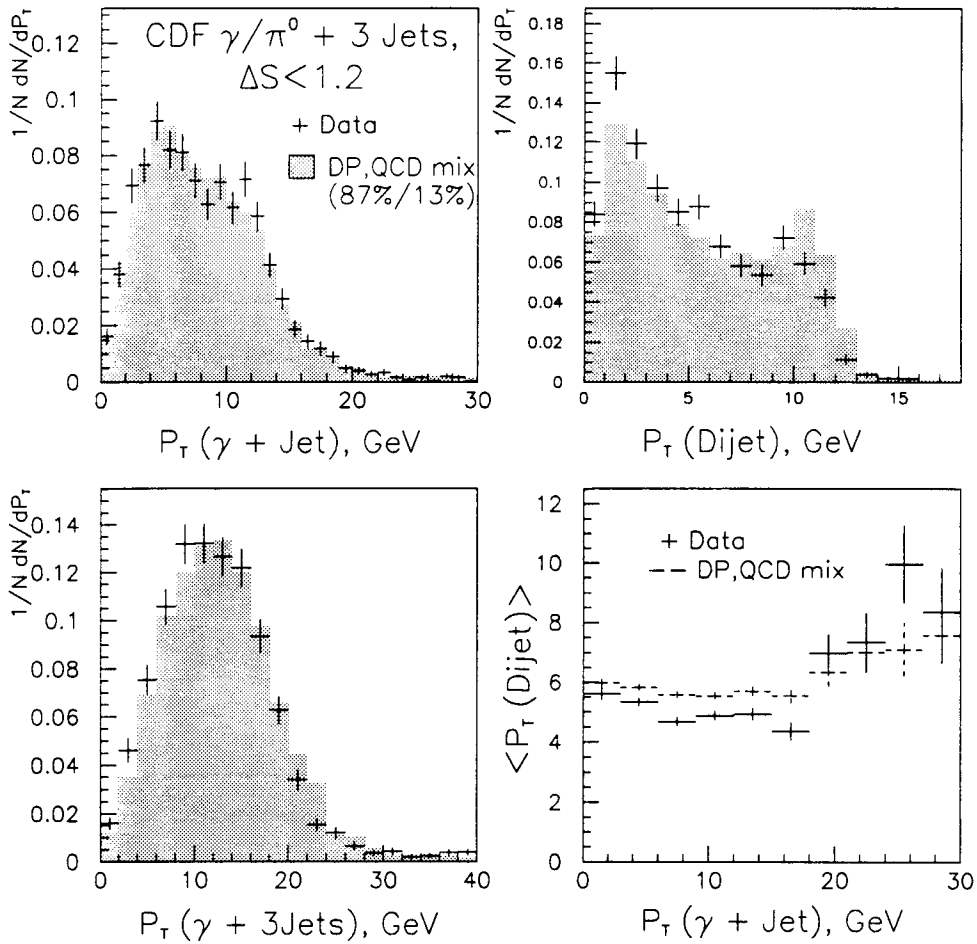 1/N dN/dP_T
0.12
0.1
0.08
0.06
0.04
0.02
0
CDF γ/π⁰ + 3 Jets,
ΔS<1.2
+ Data
DP,QCD mix
(87%/13%)
0 10 20 30
P_T (γ + Jet), GeV
1/N dN/dP_T
0.18
0.16
0.14
0.12
0.10
0.08
0.06
0.04
0.02
0
0 5 10 15
P_T (Dijet), GeV
1/N dN/dP_T
0.14
0.12
0.1
0.08
0.06
0.04
0.02
0
0 10 20 30 40
P_T (γ + 3Jets), GeV
<P_T (Dijet)>
12
10
8
6
4
2
0
+ Data
--- DP,QCD mix
0 10 20 30
P_T (γ + Jet), GeV